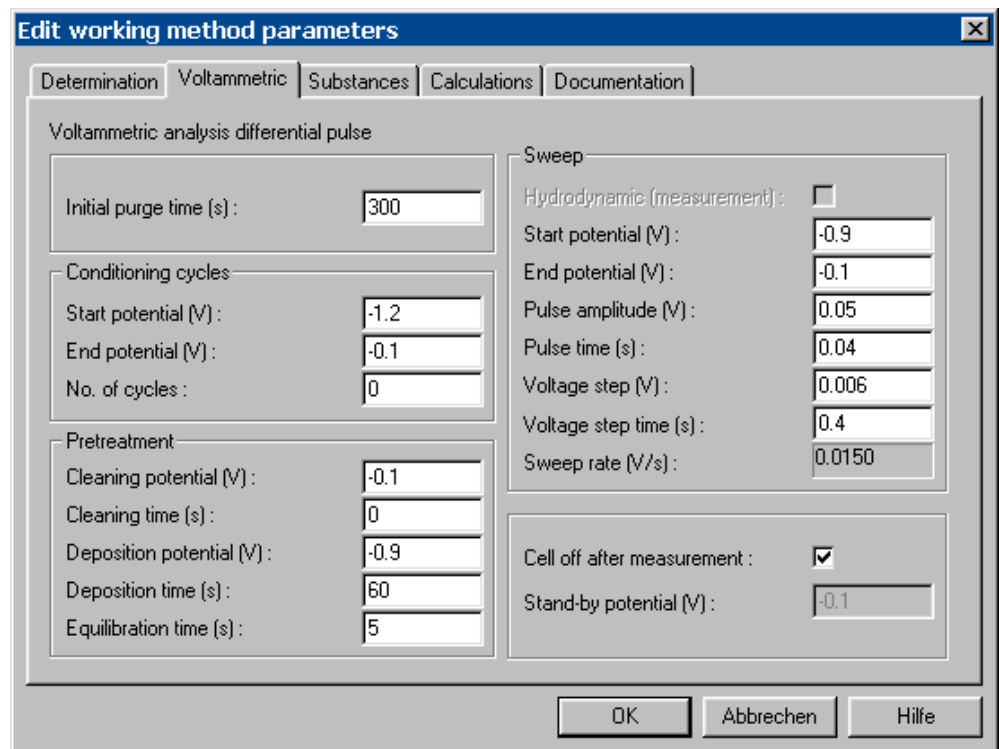 Edit working method parameters
Determination Voltammetric Substances Calculations Documentation
Voltammetric analysis differential pulse
Initial purge time (s) : 300
Conditioning cycles
Start potential (V) : -1.2
End potential (V) : -0.1
No. of cycles : 0
Pretreatment
Cleaning potential (V) : -0.1
Cleaning time (s) : 0
Deposition potential (V) : -0.9
Deposition time (s) : 60
Equilibration time (s) : 5
Sweep
Hydrodynamic (measurement) :
Start potential (V) : -0.9
End potential (V) : -0.1
Pulse amplitude (V) : 0.05
Pulse time (s) : 0.04
Voltage step (V) : 0.006
Voltage step time (s) : 0.4
Sweep rate (V/s) : 0.0150
Cell off after measurement :
Stand-by potential (V) : -0.1
OK Abbrechen Hilfe